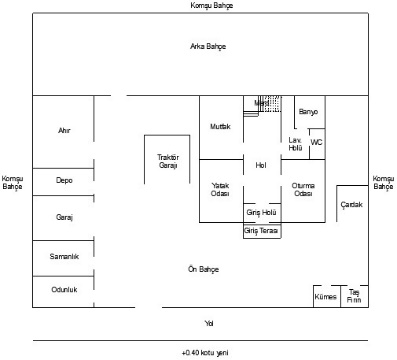 Komşu Bahçe
Arka Bahçe
Merd.
Banyo
Ahır
Mutfak
Lav.
Holü
WC
Traktör
Garajı
Hol
Komşu
Bahçe
Depo
Yatak
Odası
Oturma
Odası
Komşu
Bahçe
Garaj
Giriş Holü
Çardak
Giriş Terası
Samanlık
Ön Bahçe
Odunluk
Kümes
Taş
Fırın
Yol
+0.40 kotu yeni